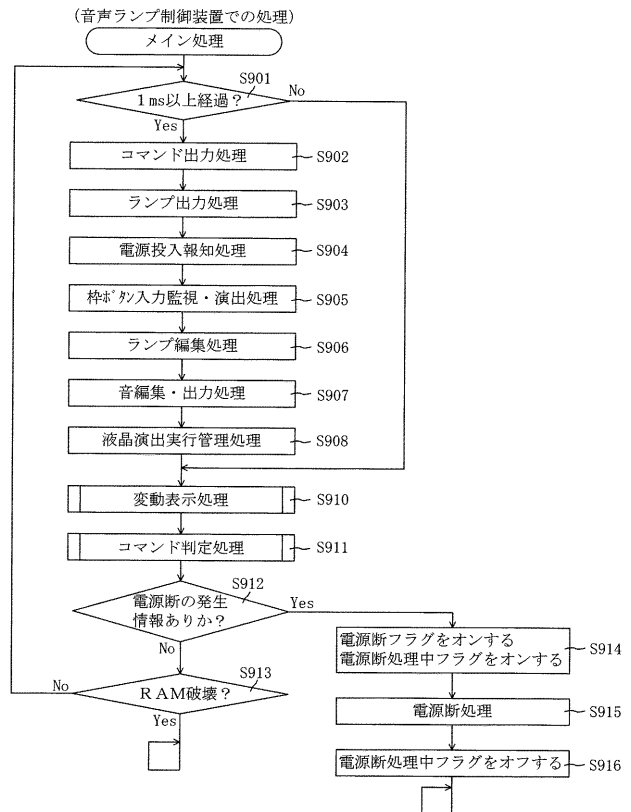 (音声ランプ制御装置での処理)
メイン処理
S901
1ms以上経過?
No
Yes
コマンド出力処理
S902
ランプ出力処理
S903
電源投入報知処理
S904
枠ボタン入力監視・演出処理
S905
ランプ編集処理
S906
音編集・出力処理
S907
液晶演出実行管理処理
S908
変動表示処理
S910
コマンド判定処理
S911
S912
電源断の発生
情報ありか?
Yes
No
電源断フラグをオンする
電源断処理中フラグをオンする
S914
S913
No
RAM破壊?
Yes
電源断処理
S915
電源断処理中フラグをオフする
S916